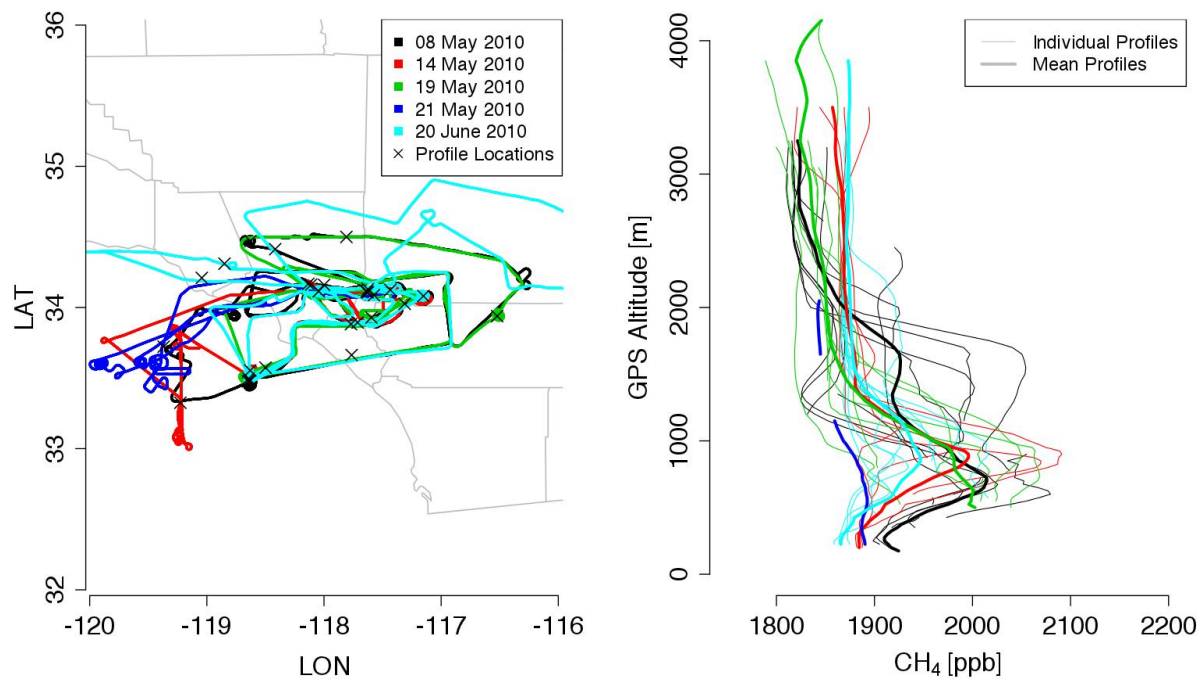 36
35
34
33
32
LAT
-120 -119 -118 -117 -116
LON
08 May 2010
14 May 2010
19 May 2010
21 May 2010
20 June 2010
× Profile Locations
4000
3000
2000
1000
0
GPS Altitude [m]
1800 1900 2000 2100 2200
CH₄ [ppb]
Individual Profiles
Mean Profiles